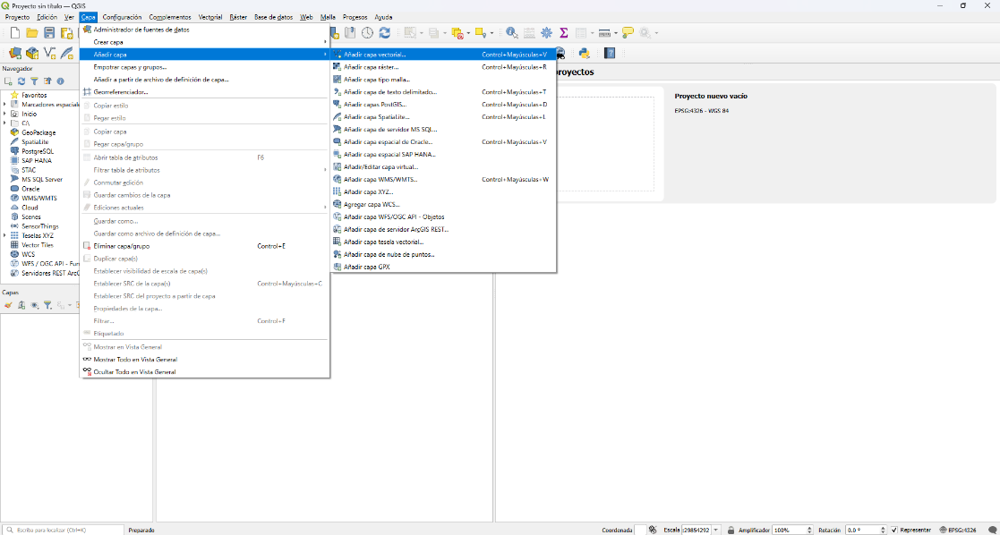 Proyecto sin título — QGIS
Proyecto Edición Ver Capa Configuración Complementos Vectorial Ráster Base de datos Web Malla Procesos Ayuda
Administrador de fuentes de datos
Crear capa
Añadir capa
Empotrar capas y grupos...
Añadir a partir de archivo de definición de capa...
Georreferenciador...
Copiar estilo
Pegar estilo
Copiar capa
Pegar capa/grupo
Abrir tabla de atributos F6
Filtrar tabla de atributos
Conmutar edición
Guardar cambios de la capa
Ediciones actuales
Guardar como...
Guardar como archivo de definición de capa...
Eliminar capa/grupo Control+E
Duplicar capa(s)
Establecer visibilidad de escala de capa(s)
Establecer SRC de la capa(s) Control+Mayúsculas+C
Establecer SRC del proyecto a partir de capa
Propiedades de la capa...
Filtrar... Control+F
Etiquetado
Mostrar en Vista General
Mostrar Todo en Vista General
Ocultar Todo en Vista General
Añadir capa vectorial... Control+Mayúsculas+V
Añadir capa ráster... Control+Mayúsculas+R
Añadir capa tipo malla...
Añadir capa de texto delimitado... Control+Mayúsculas+T
Añadir capas PostGIS... Control+Mayúsculas+D
Añadir capa SpatiaLite... Control+Mayúsculas+L
Añadir capa de servidor MS SQL...
Añadir capa espacial de Oracle... Control+Mayúsculas+V
Añadir capa espacial SAP HANA...
Añadir/Editar capa virtual...
Añadir capa WMS/WMTS... Control+Mayúsculas+W
Añadir capa XYZ...
Agregar capa WCS...
Añadir capa WFS/OGC API - Objetos
Añadir capa de servidor ArcGIS REST...
Añadir capa tesela vectorial...
Añadir capa de nube de puntos...
Añadir capa GPX
Navegador
Favoritos
Marcadores espaciale
Inicio
C:\
GeoPackage
SpatiaLite
PostgreSQL
SAP HANA
STAC
MS SQL Server
Oracle
WMS/WMTS
Cloud
Scenes
SensorThings
Teselas XYZ
Vector Tiles
WCS
WFS / OGC API - Fun
Servidores REST ArcG
Capas
royectos
Proyecto nuevo vacío
EPSG:4326 - WGS 84
Escriba para localizar (Ctrl+K) Preparado Coordenada Escala :29854292 Amplificador 100% Rotación 0.0 ° Representar EPSG:4326